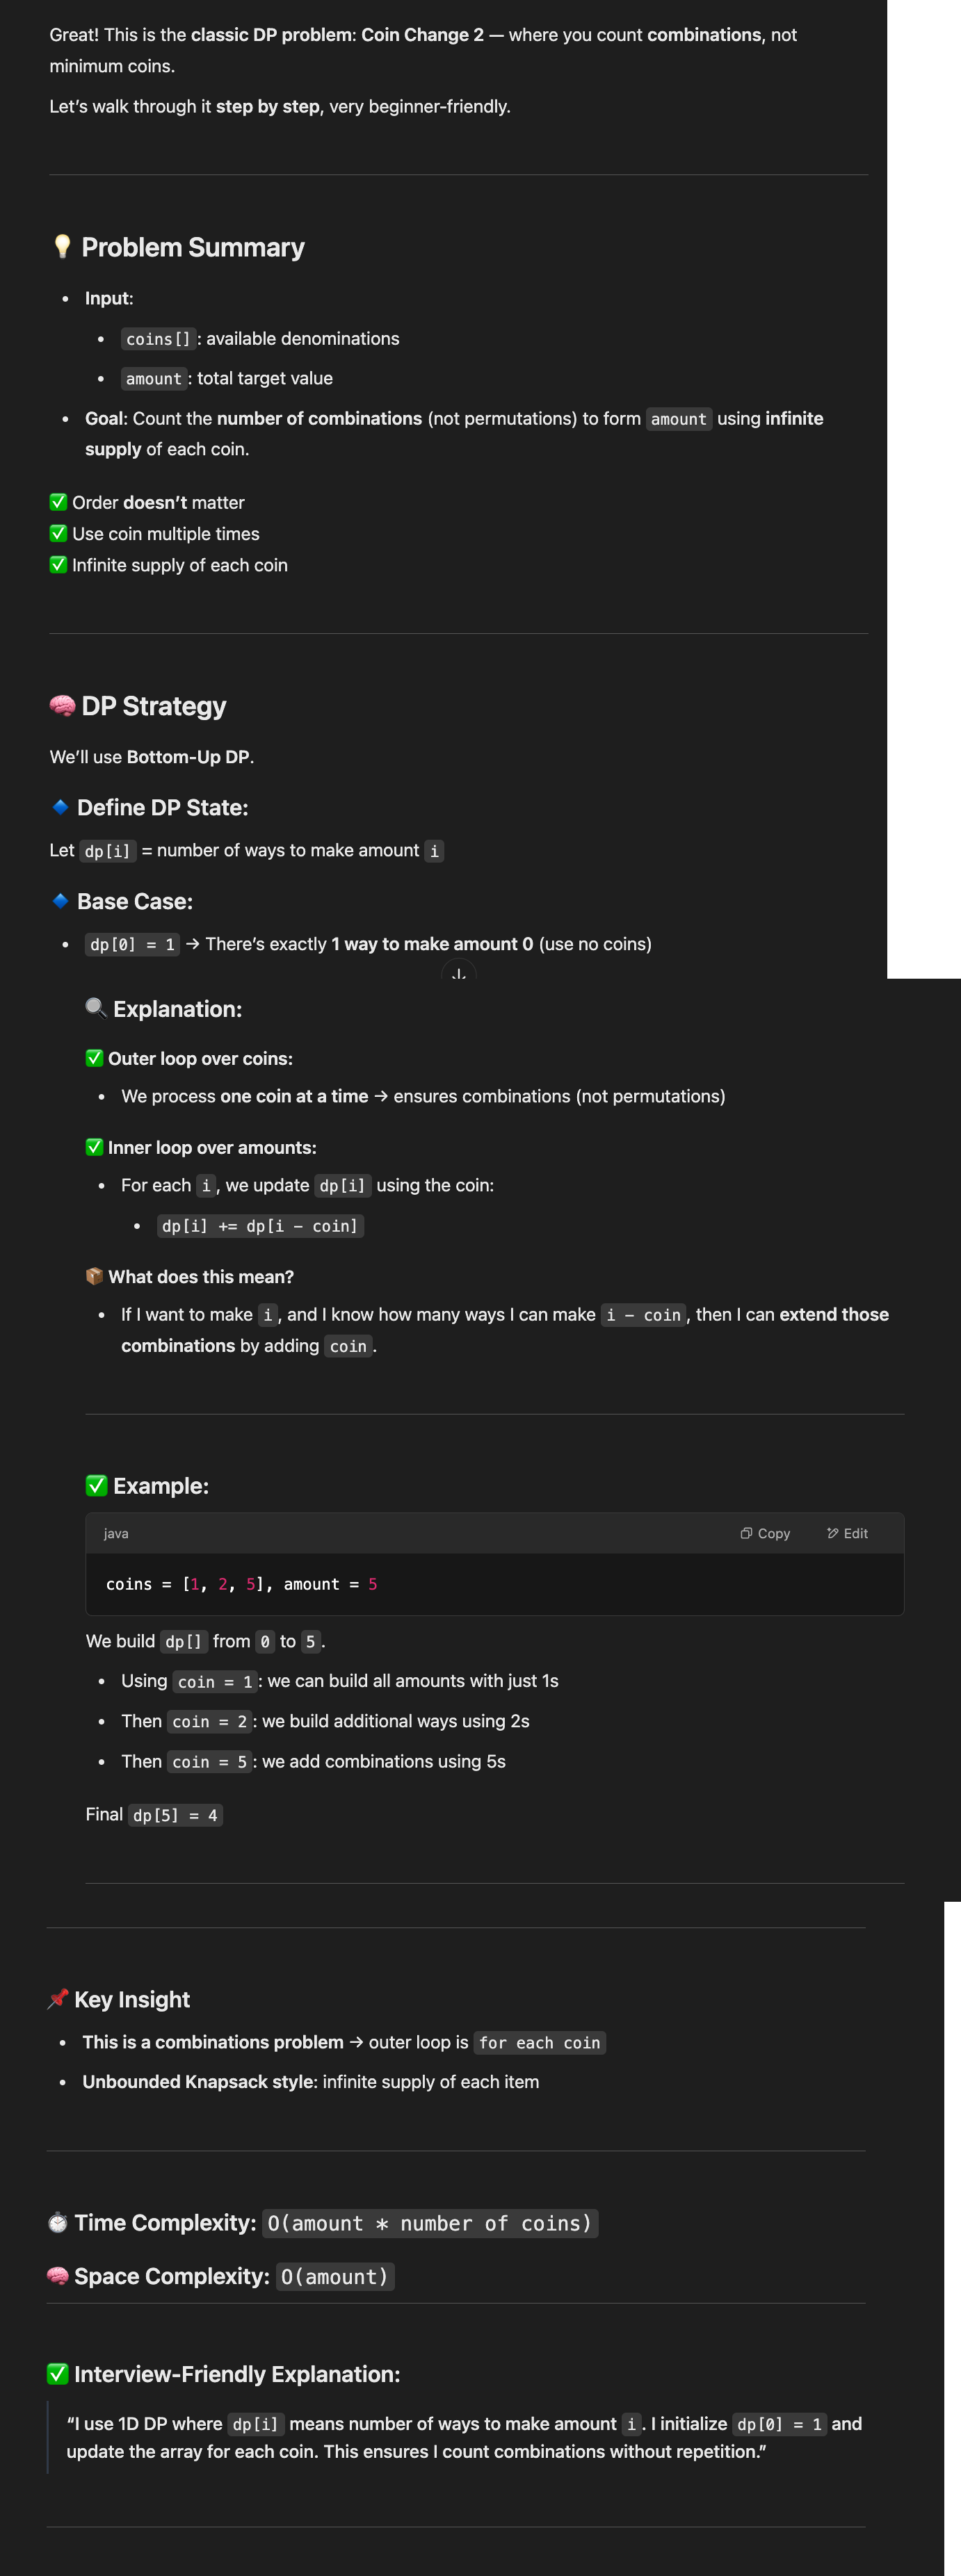 Great! This is the classic DP problem: Coin Change 2 — where you count combinations, not
minimum coins.
Let’s walk through it step by step, very beginner-friendly.
💡 Problem Summary
• Input:
• coins[]: available denominations
• amount: total target value
• Goal: Count the number of combinations (not permutations) to form amount using infinite
supply of each coin.
✅ Order doesn’t matter
✅ Use coin multiple times
✅ Infinite supply of each coin
🧠 DP Strategy
We’ll use Bottom-Up DP.
🔹 Define DP State:
Let dp[i] = number of ways to make amount i
🔹 Base Case:
• dp[0] = 1 → There’s exactly 1 way to make amount 0 (use no coins)
🔍 Explanation:
✅ Outer loop over coins:
• We process one coin at a time → ensures combinations (not permutations)
✅ Inner loop over amounts:
• For each i, we update dp[i] using the coin:
• dp[i] += dp[i - coin]
📦 What does this mean?
• If I want to make i, and I know how many ways I can make i - coin, then I can extend those
combinations by adding coin.
✅ Example:
java Copy Edit
coins = [1, 2, 5], amount = 5
We build dp[] from 0 to 5.
• Using coin = 1: we can build all amounts with just 1s
• Then coin = 2: we build additional ways using 2s
• Then coin = 5: we add combinations using 5s
Final dp[5] = 4
📌 Key Insight
• This is a combinations problem → outer loop is for each coin
• Unbounded Knapsack style: infinite supply of each item
⏱ Time Complexity: O(amount * number of coins)
🧠 Space Complexity: O(amount)
✅ Interview-Friendly Explanation:
“I use 1D DP where dp[i] means number of ways to make amount i. I initialize dp[0] = 1 and
update the array for each coin. This ensures I count combinations without repetition.”